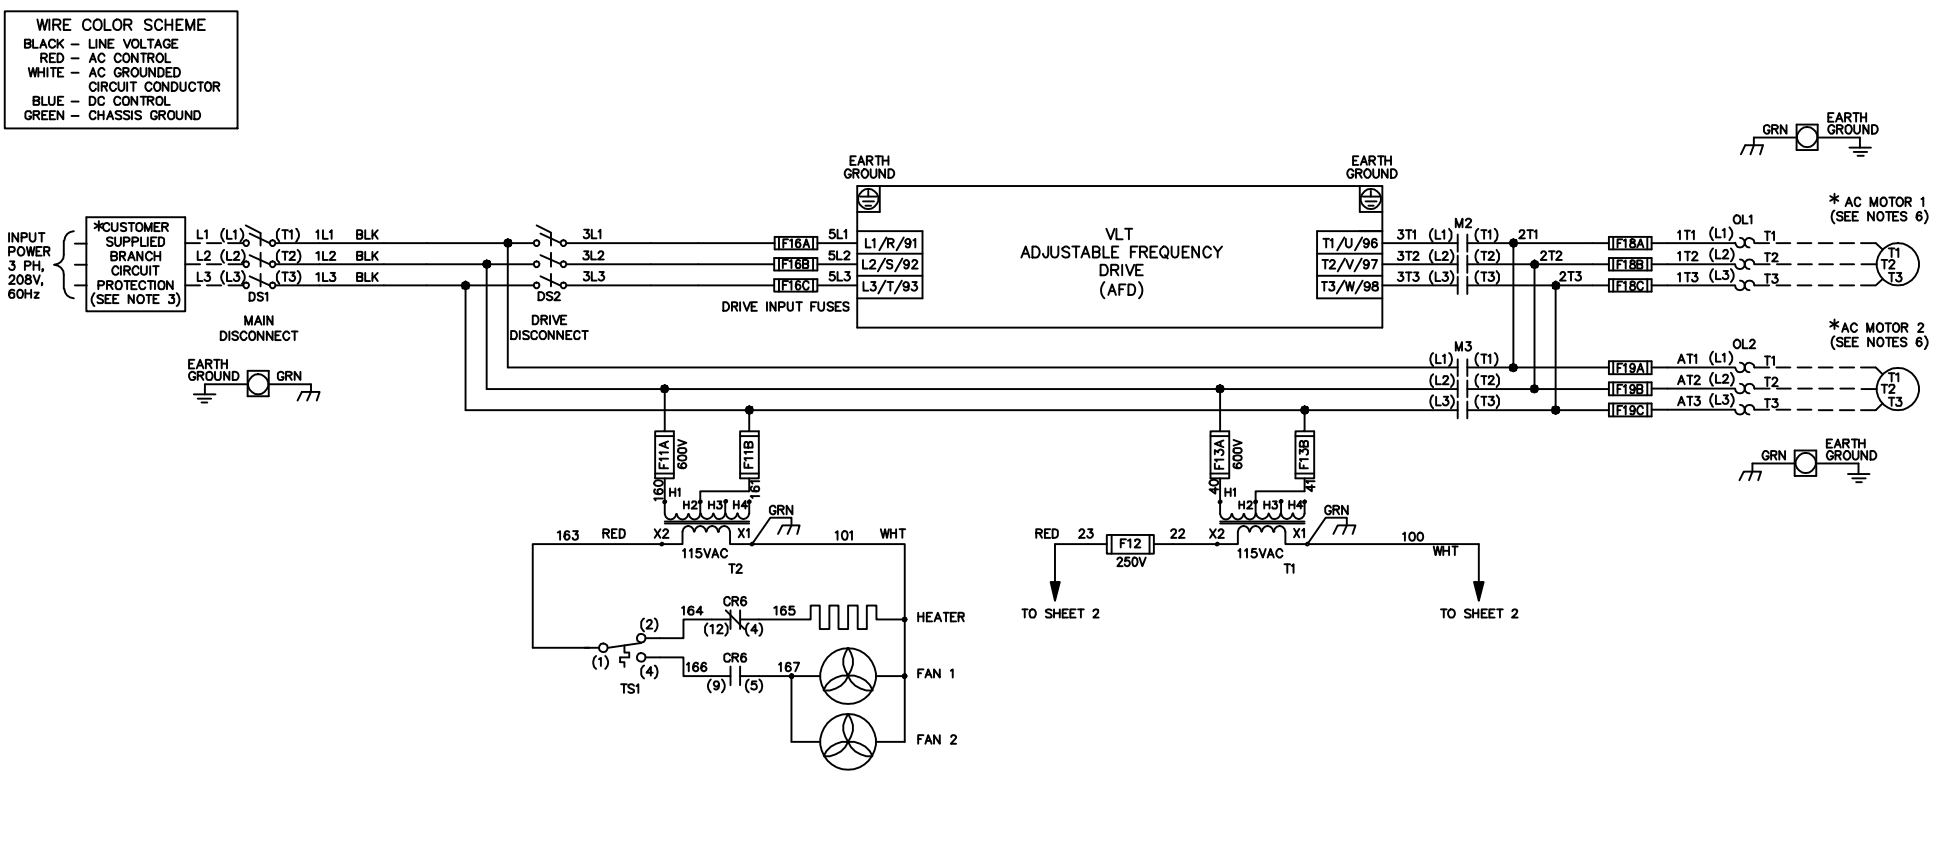 WIRE COLOR SCHEME
BLACK – LINE VOLTAGE
RED – AC CONTROL
WHITE – AC GROUNDED
CIRCUIT CONDUCTOR
BLUE – DC CONTROL
GREEN – CHASSIS GROUND
INPUT
POWER
3 PH,
208V,
60Hz
*CUSTOMER
SUPPLIED
BRANCH
CIRCUIT
PROTECTION
(SEE NOTE 3)
L1 (L1) (T1) 1L1 BLK
L2 (L2) (T2) 1L2 BLK
L3 (L3) (T3) 1L3 BLK
DS1
MAIN
DISCONNECT
EARTH
GROUND
GRN
3L1
3L2
3L3
DS2
DRIVE
DISCONNECT
F16A 5L1
F16B 5L2
F16C 5L3
DRIVE INPUT FUSES
EARTH
GROUND
L1/R/91
L2/S/92
L3/T/93
VLT
ADJUSTABLE FREQUENCY
DRIVE
(AFD)
EARTH
GROUND
T1/U/96
T2/V/97
T3/W/98
M2
3T1 (L1) (T1) 2T1
3T2 (L2) (T2) 2T2
3T3 (L3) (T3) 2T3
F18A 1T1 (L1) T1
F18B 1T2 (L2) T2
F18C 1T3 (L3) T3
OL1
GRN
EARTH
GROUND
* AC MOTOR 1
(SEE NOTES 6)
T1
T2
T3
M3
(L1) (T1)
(L2) (T2)
(L3) (T3)
F19A AT1 (L1) T1
F19B AT2 (L2) T2
F19C AT3 (L3) T3
OL2
*AC MOTOR 2
(SEE NOTES 6)
T1
T2
T3
GRN
EARTH
GROUND
F11A
600V
F11B
160
161
H1 H2 H3 H4
GRN
163 RED X2 X1 101 WHT
115VAC
T2
164 CR6 165
(12) (4)
HEATER
(2)
(1)
(4)
TS1
166 CR6 167
(9) (5)
FAN 1
FAN 2
F13A
600V
F13B
40
41
H1 H2 H3 H4
GRN
RED 23 F12 22 X2 X1 100
WHT
250V
115VAC
T1
TO SHEET 2
TO SHEET 2